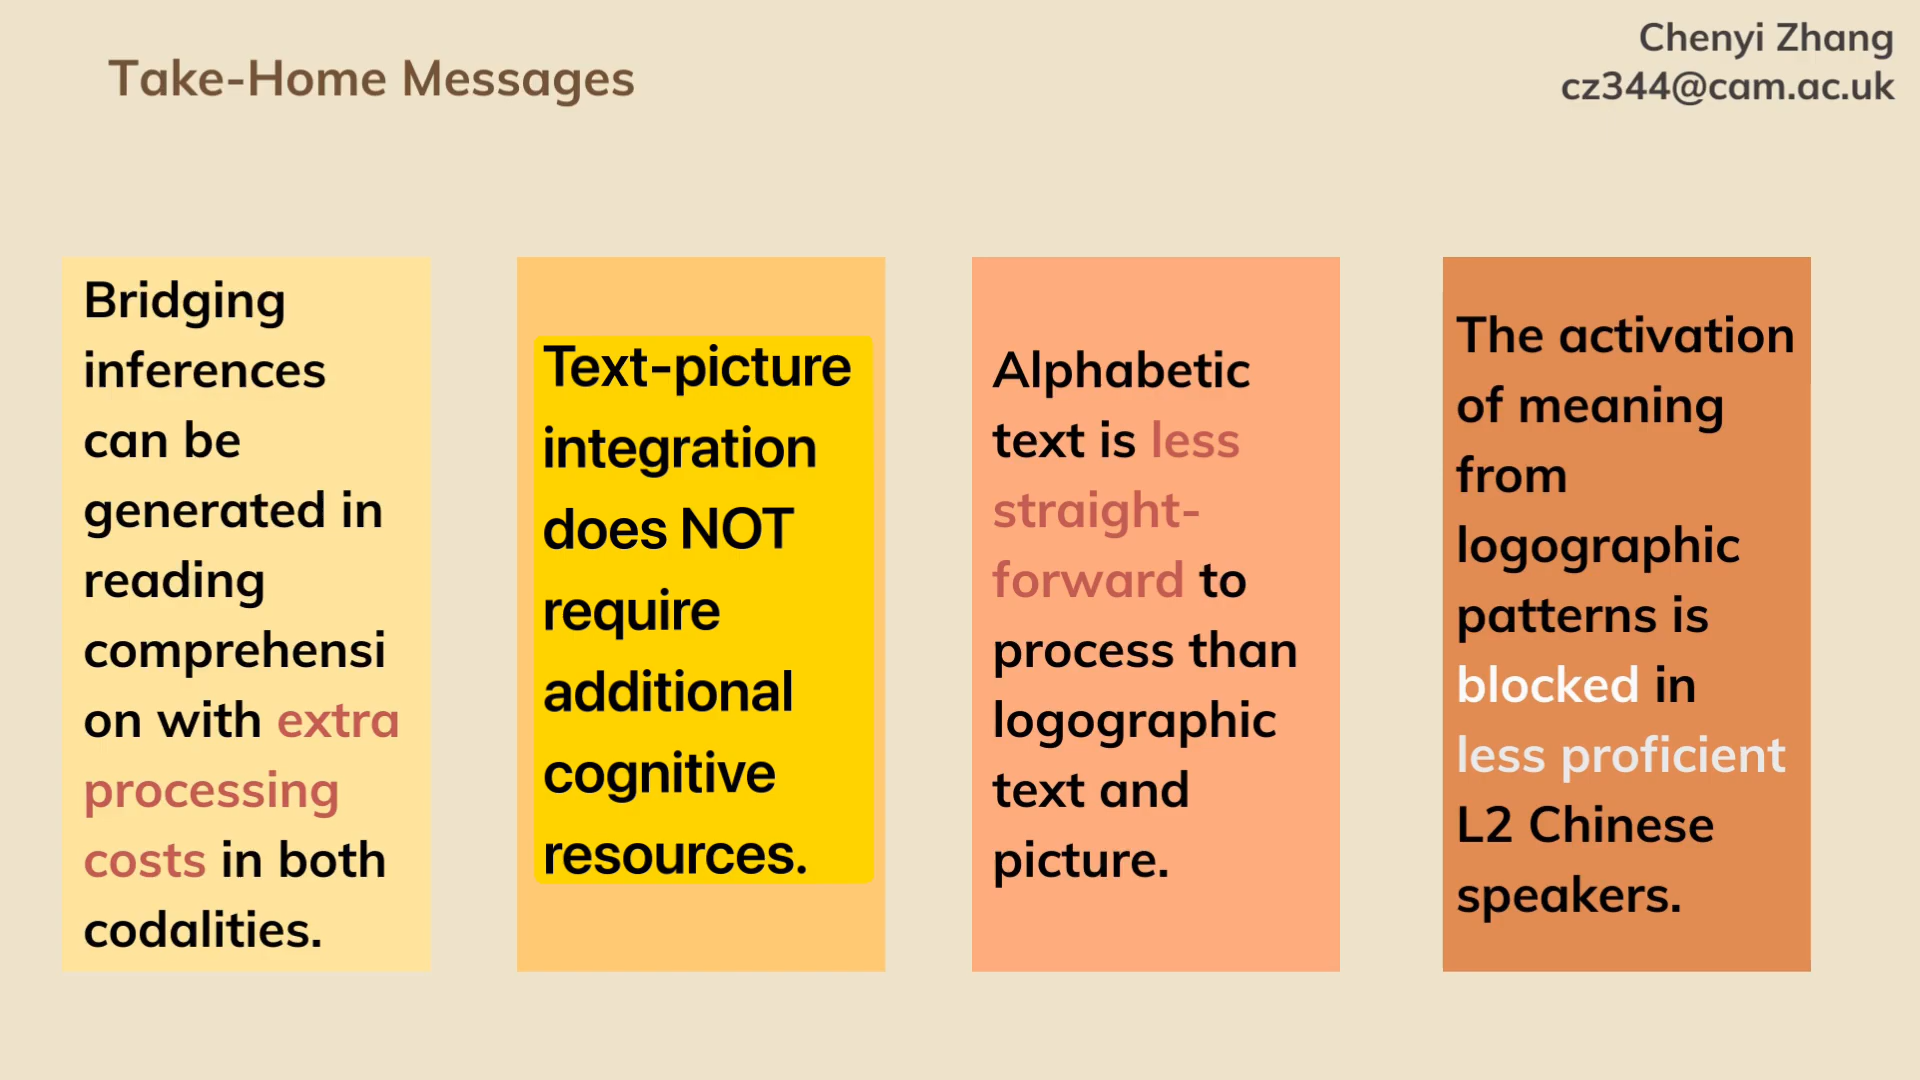 Take-Home Messages
Chenyi Zhang
cz344@cam.ac.uk
Bridging
inferences
can be
generated in
reading
comprehensi
on with extra
processing
costs in both
codalities.
Text-picture
integration
does NOT
require
additional
cognitive
resources.
Alphabetic
text is less
straight-
forward to
process than
logographic
text and
picture.
The activation
of meaning
from
logographic
patterns is
blocked in
less proficient
L2 Chinese
speakers.